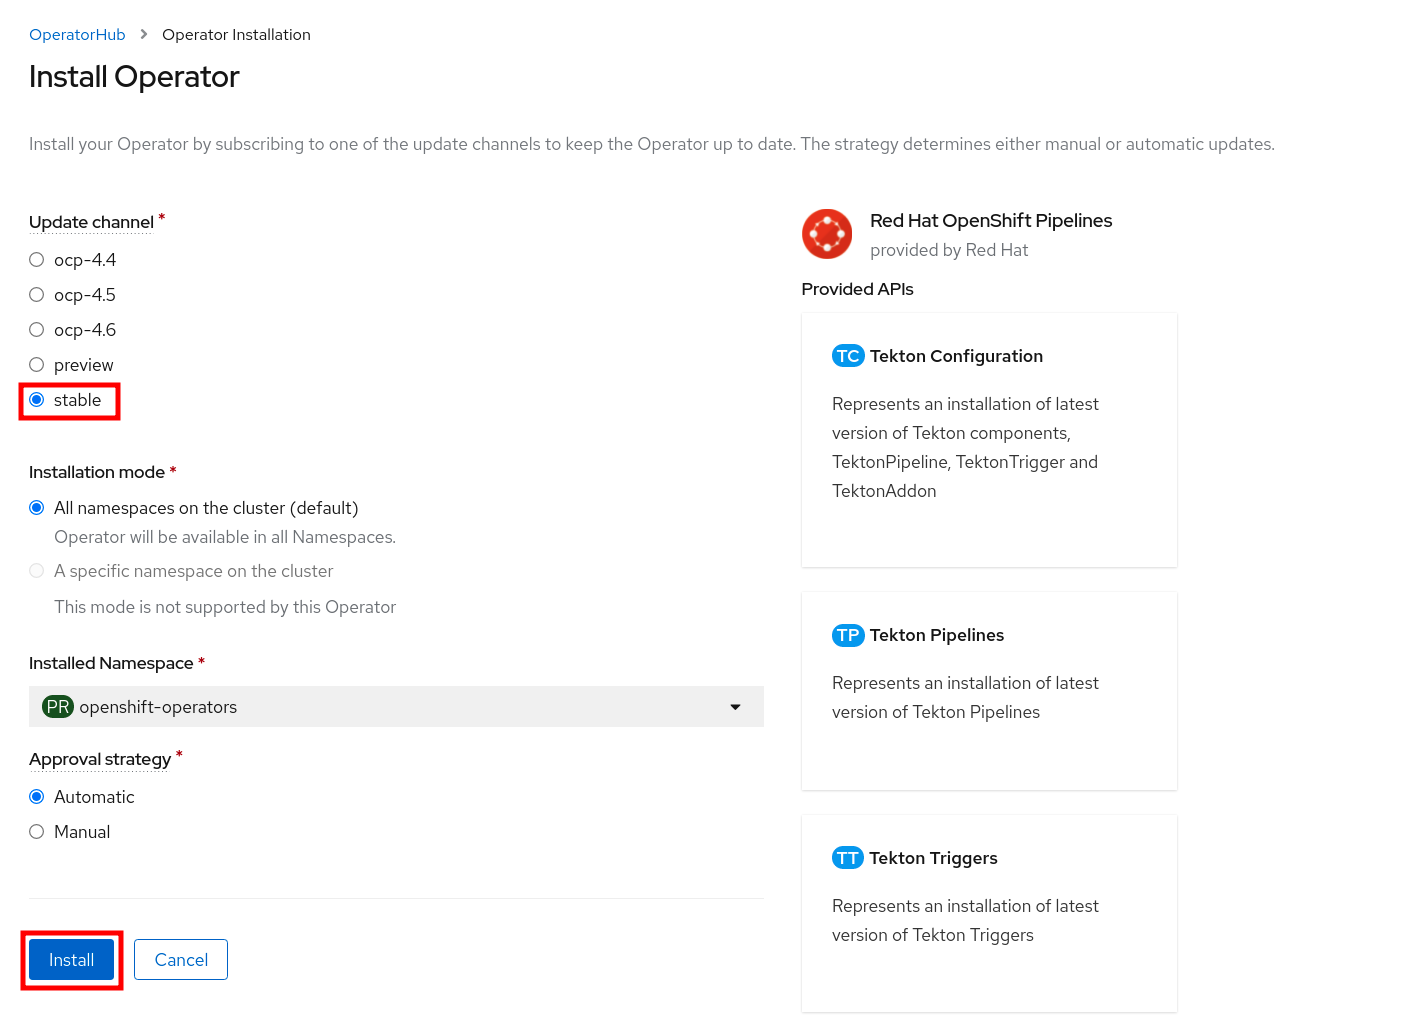 OperatorHub > Operator Installation
Install Operator
Install your Operator by subscribing to one of the update channels to keep the Operator up to date. The strategy determines either manual or automatic updates.
Update channel *
ocp-4.4
ocp-4.5
ocp-4.6
preview
stable
Installation mode *
All namespaces on the cluster (default)
Operator will be available in all Namespaces.
A specific namespace on the cluster
This mode is not supported by this Operator
Installed Namespace *
PR openshift-operators
Approval strategy *
Automatic
Manual
Install Cancel
Red Hat OpenShift Pipelines
provided by Red Hat
Provided APIs
TC Tekton Configuration
Represents an installation of latest
version of Tekton components,
TektonPipeline, TektonTrigger and
TektonAddon
TP Tekton Pipelines
Represents an installation of latest
version of Tekton Pipelines
TT Tekton Triggers
Represents an installation of latest
version of Tekton Triggers